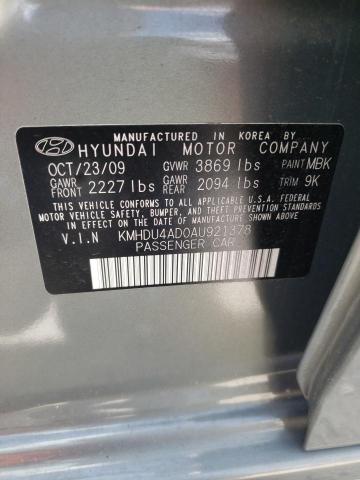 MANUFACTURED IN KOREA BY
HYUNDAI MOTOR COMPANY
OCT/23/09 GVWR 3869 lbs PAINT MBK
GAWR FRONT 2227 lbs GAWR REAR 2094 lbs TRIM 9K
THIS VEHICLE CONFORMS TO ALL APPLICABLE U.S. FEDERAL
MOTOR VEHICLE SAFETY, BUMPER, AND THEFT PREVENTION
STANDARDS IN EFFECT ON THE DATE OF MANUFACTURE SHOWN ABOVE.
V.I.N KMHDU4AD0AU921378
PASSENGER CAR